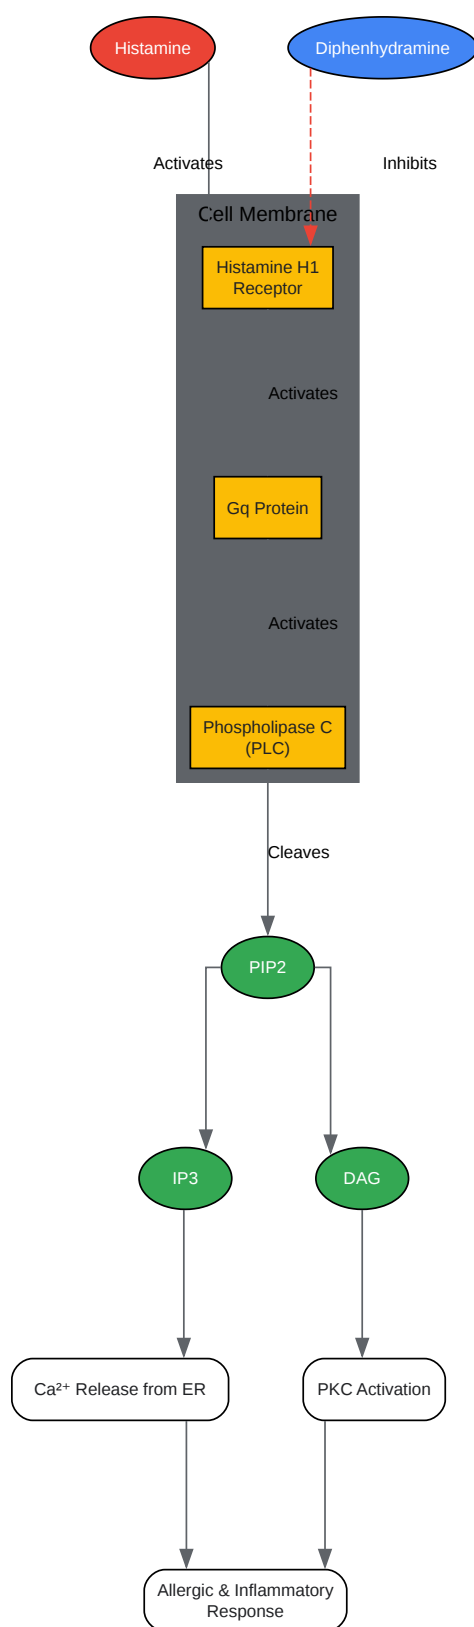 Histamine
Diphenhydramine
Activates
Inhibits
Cell Membrane
Histamine H1
Receptor
Activates
Gq Protein
Activates
Phospholipase C
(PLC)
Cleaves
PIP2
IP3
DAG
Ca²⁺ Release from ER
PKC Activation
Allergic & Inflammatory
Response